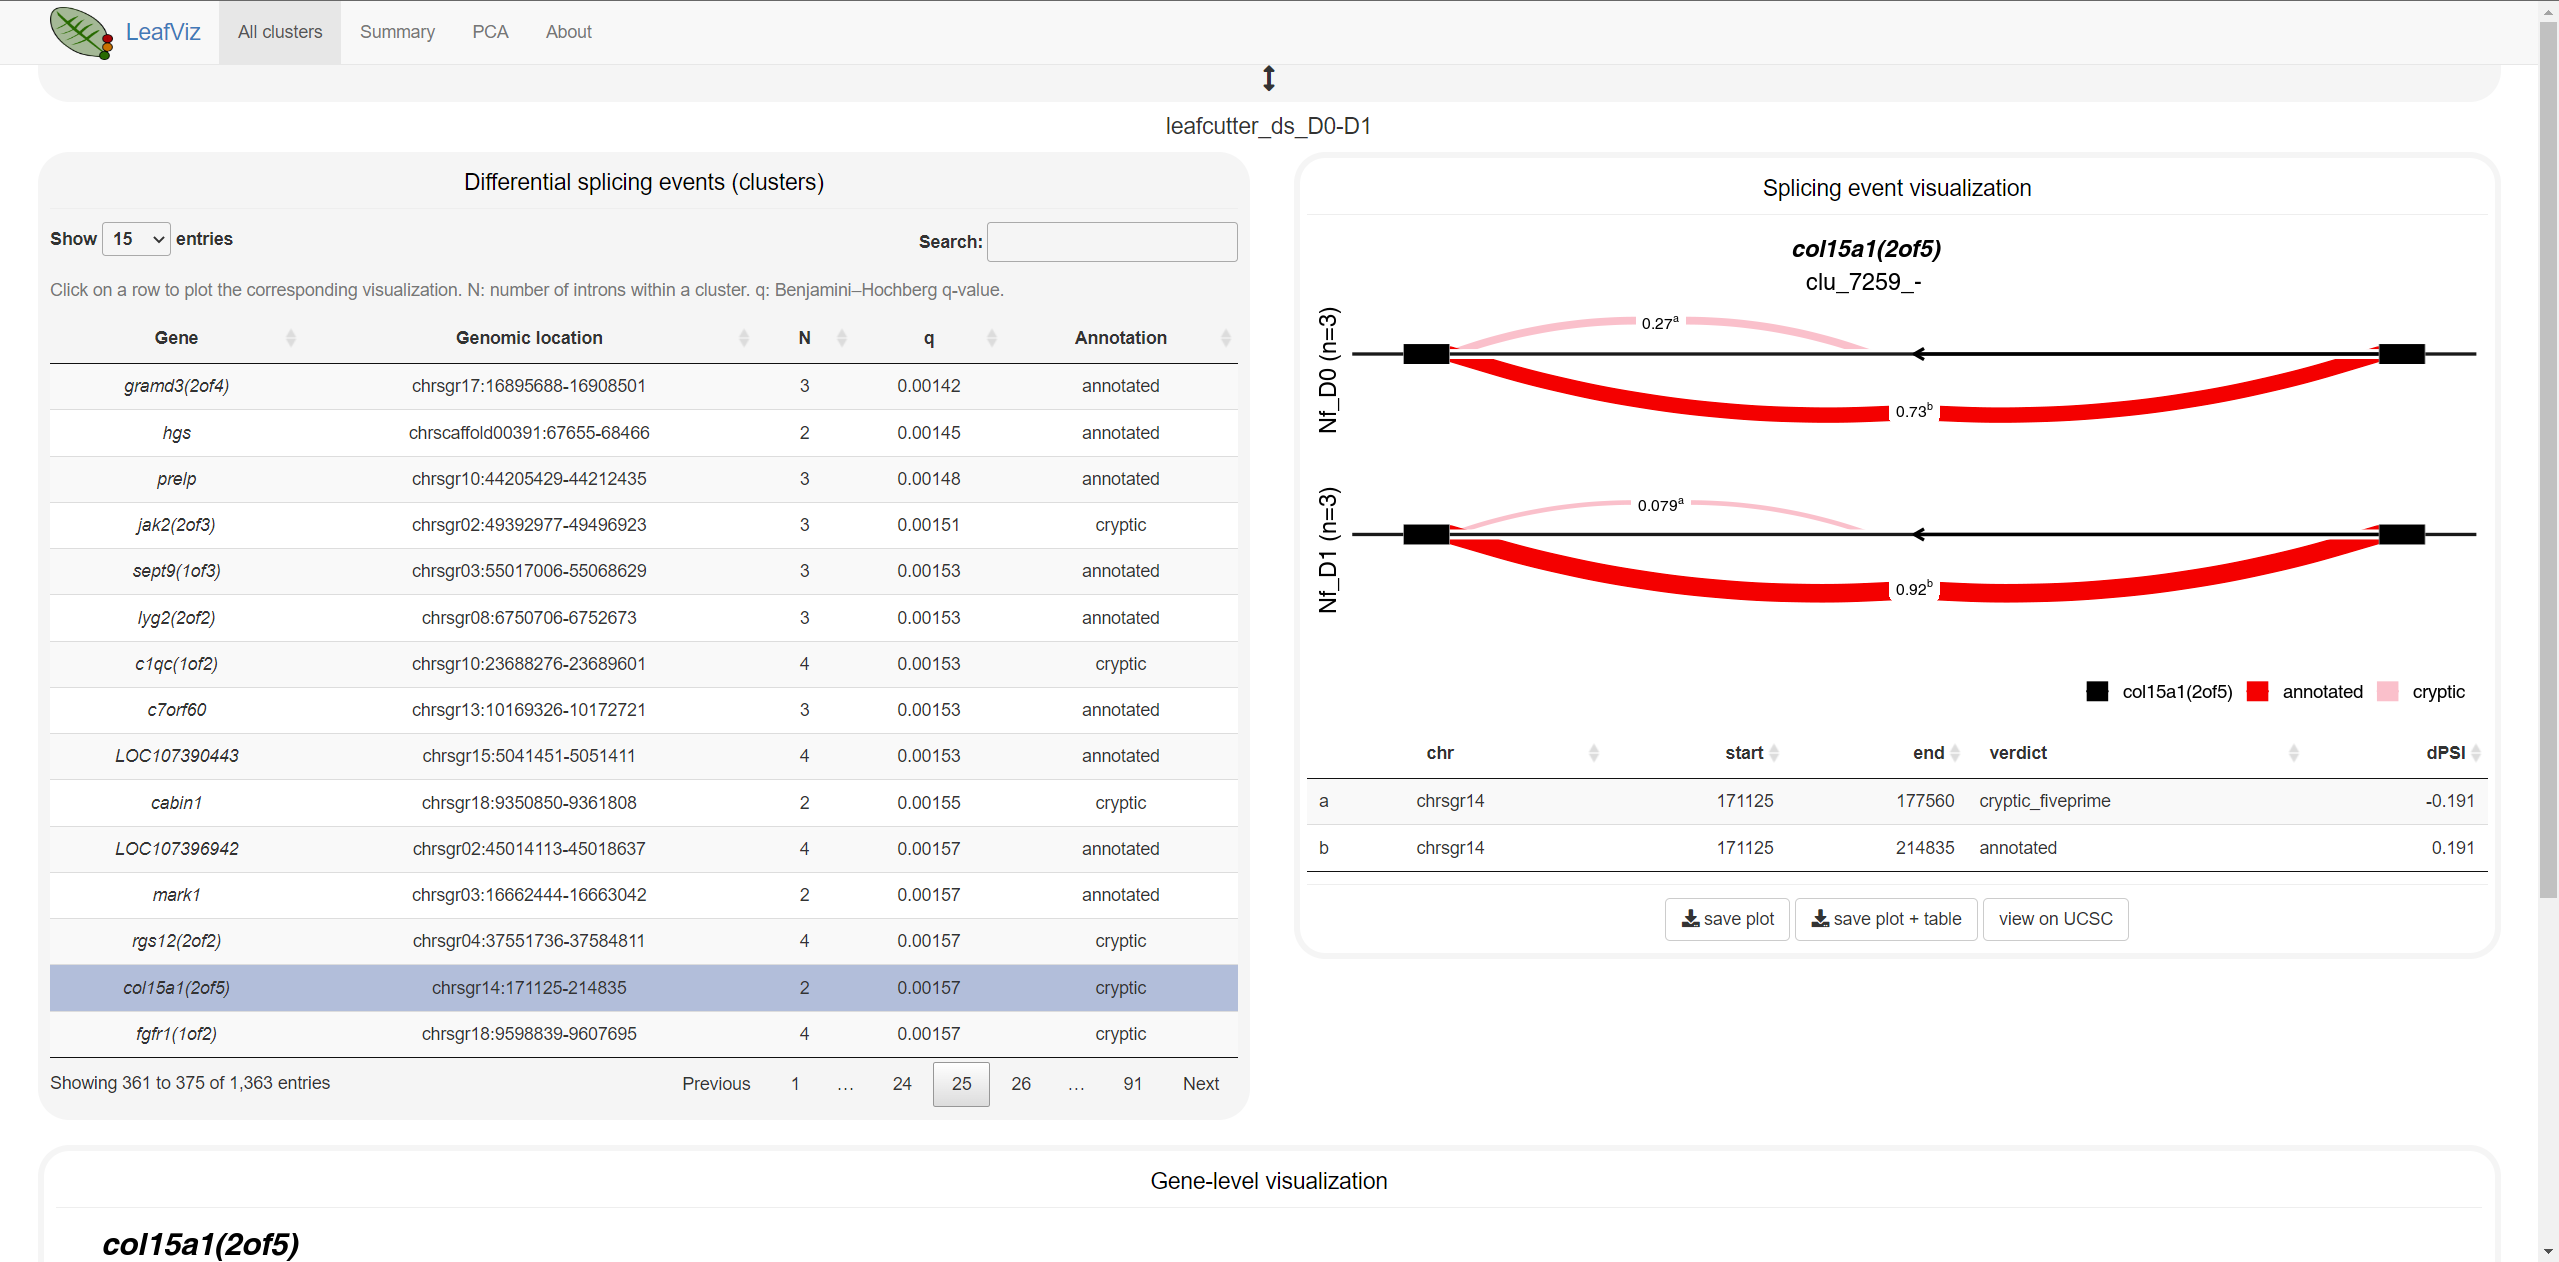 LeafViz All clusters Summary PCA About
leafcutter_ds_D0-D1
Differential splicing events (clusters)
Show 15 entries Search:
Click on a row to plot the corresponding visualization. N: number of introns within a cluster. q: Benjamini–Hochberg q-value.
Gene Genomic location N q Annotation
gramd3(2of4) chrsgr17:16895688-16908501 3 0.00142 annotated
hgs chrscaffold00391:67655-68466 2 0.00145 annotated
prelp chrsgr10:44205429-44212435 3 0.00148 annotated
jak2(2of3) chrsgr02:49392977-49496923 3 0.00151 cryptic
sept9(1of3) chrsgr03:55017006-55068629 3 0.00153 annotated
lyg2(2of2) chrsgr08:6750706-6752673 3 0.00153 annotated
c1qc(1of2) chrsgr10:23688276-23689601 4 0.00153 cryptic
c7orf60 chrsgr13:10169326-10172721 3 0.00153 annotated
LOC107390443 chrsgr15:5041451-5051411 4 0.00153 annotated
cabin1 chrsgr18:9350850-9361808 2 0.00155 cryptic
LOC107396942 chrsgr02:45014113-45018637 4 0.00157 annotated
mark1 chrsgr03:16662444-16663042 2 0.00157 annotated
rgs12(2of2) chrsgr04:37551736-37584811 4 0.00157 cryptic
col15a1(2of5) chrsgr14:171125-214835 2 0.00157 cryptic
fgfr1(1of2) chrsgr18:9598839-9607695 4 0.00157 cryptic
Showing 361 to 375 of 1,363 entries Previous 1 … 24 25 26 … 91 Next
Splicing event visualization
col15a1(2of5)
clu_7259_-
Nf_D0 (n=3)
0.27a
0.73b
Nf_D1 (n=3)
0.079a
0.92b
col15a1(2of5) annotated cryptic
chr start end verdict dPSI
a chrsgr14 171125 177560 cryptic_fiveprime -0.191
b chrsgr14 171125 214835 annotated 0.191
save plot save plot + table view on UCSC
Gene-level visualization
col15a1(2of5)